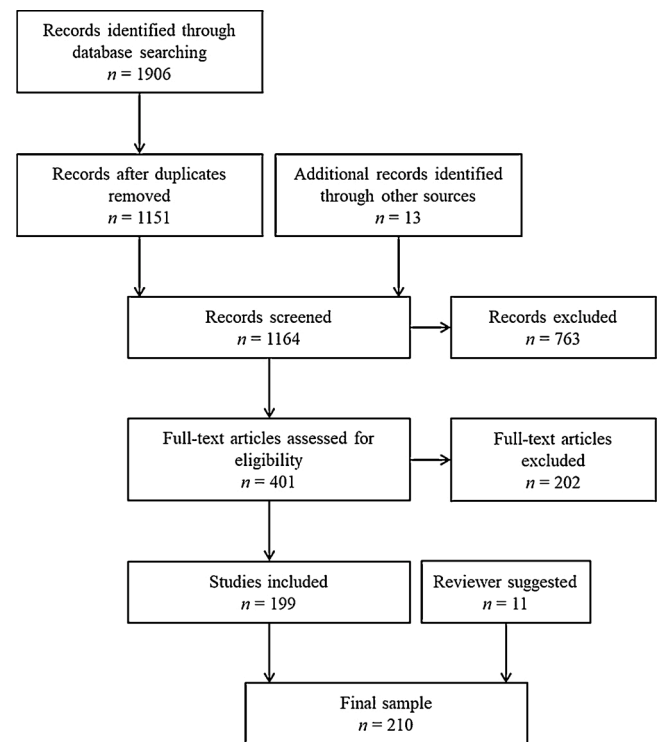 Records identified through
database searching
n = 1906
Records after duplicates
removed
n = 1151
Additional records identified
through other sources
n = 13
Records screened
n = 1164
Records excluded
n = 763
Full-text articles assessed for
eligibility
n = 401
Full-text articles
excluded
n = 202
Studies included
n = 199
Reviewer suggested
n = 11
Final sample
n = 210